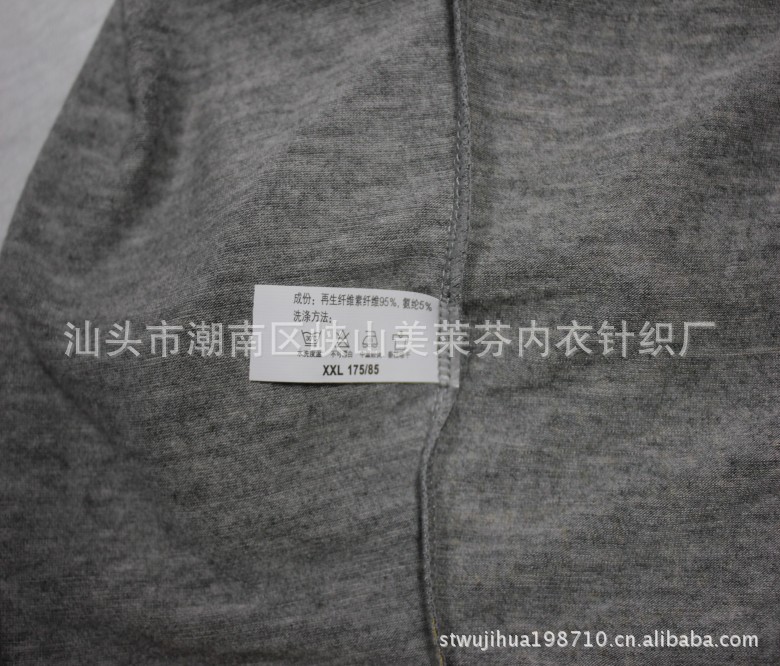 成份：再生纤维素纤维95%，氨纶5%
洗涤方法：
汕头市潮南区峡山美莱芬内衣针织厂
XXL 175/85
stwujihua198710.cn.alibaba.com